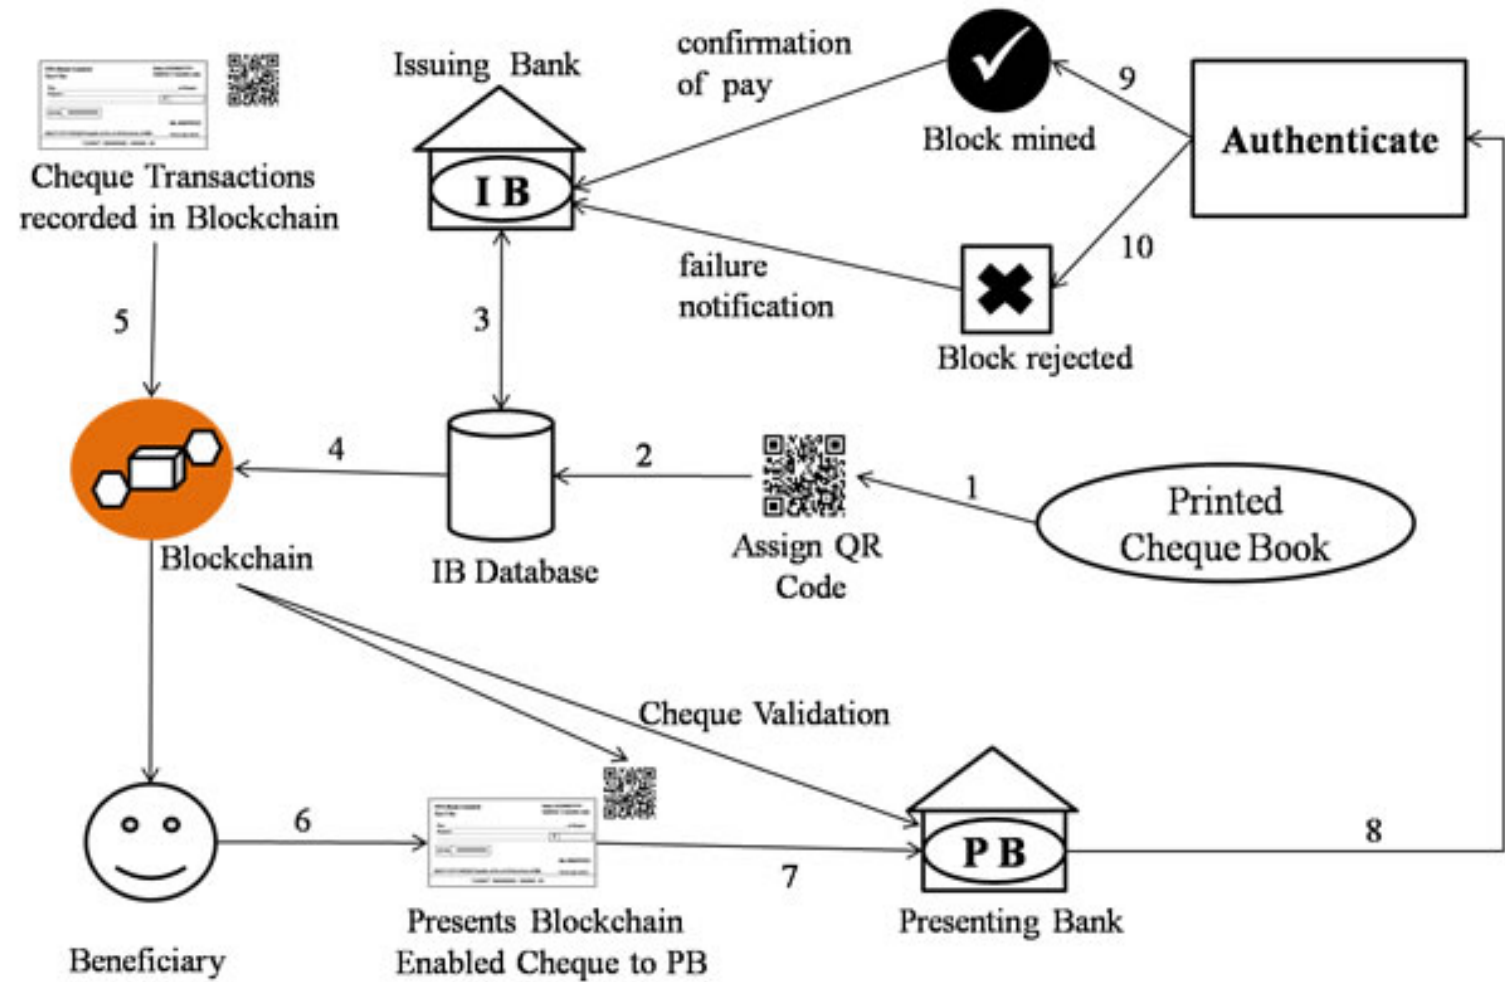 Issuing Bank
I B
confirmation
of pay
9
Block mined
Authenticate
Cheque Transactions
recorded in Blockchain
failure
notification
10
Block rejected
5
3
4
2
1
Printed
Cheque Book
Blockchain
IB Database
Assign QR
Code
Cheque Validation
6
7
8
P B
Presenting Bank
Beneficiary
Presents Blockchain
Enabled Cheque to PB